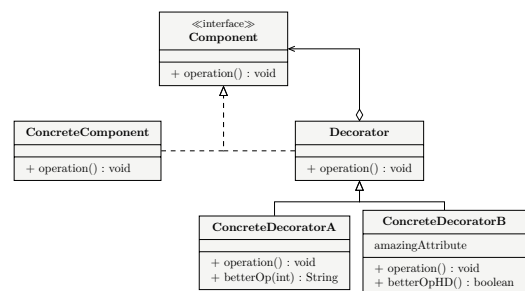 ≪interface≫
Component
+ operation() : void
ConcreteComponent
+ operation() : void
Decorator
+ operation() : void
ConcreteDecoratorA
+ operation() : void
+ betterOp(int) : String
ConcreteDecoratorB
amazingAttribute
+ operation() : void
+ betterOpHD() : boolean